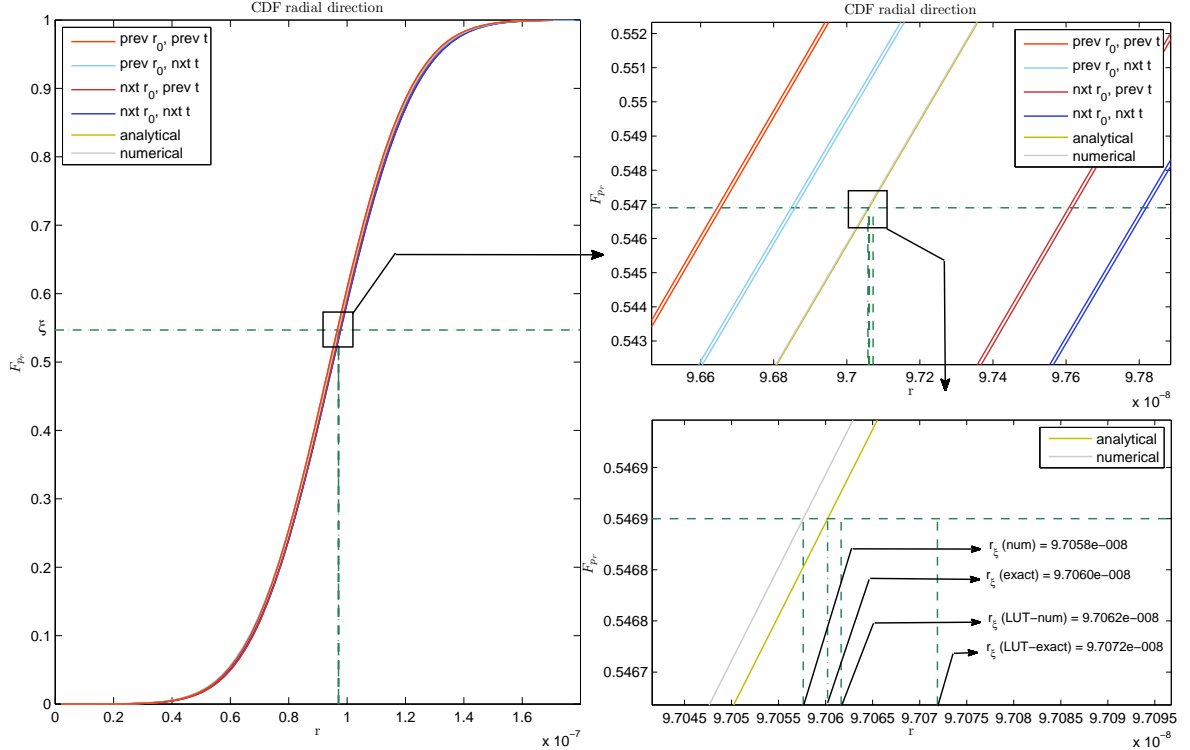 CDF radial direction
prev r0, prev t
prev r0, nxt t
nxt r0, prev t
nxt r0, nxt t
analytical
numerical
1
0.9
0.8
0.7
0.6
ξ
0.5
0.4
0.3
0.2
0.1
0
F_{p_r}
0 0.2 0.4 0.6 0.8 1 1.2 1.4 1.6
r
x 10^{-7}
CDF radial direction
prev r0, prev t
prev r0, nxt t
nxt r0, prev t
nxt r0, nxt t
analytical
numerical
0.552
0.551
0.55
0.549
0.548
0.547
0.546
0.545
0.544
0.543
F_{p_r}
9.66 9.68 9.7 9.72 9.74 9.76 9.78
r
x 10^{-8}
analytical
numerical
0.5469
0.5469
0.5468
0.5468
0.5467
F_{p_r}
r_ξ (num) = 9.7058e−008
r_ξ (exact) = 9.7060e−008
r_ξ (LUT−num) = 9.7062e−008
r_ξ (LUT−exact) = 9.7072e−008
9.7045 9.705 9.7055 9.706 9.7065 9.707 9.7075 9.708 9.7085 9.709 9.7095
r
x 10^{-8}